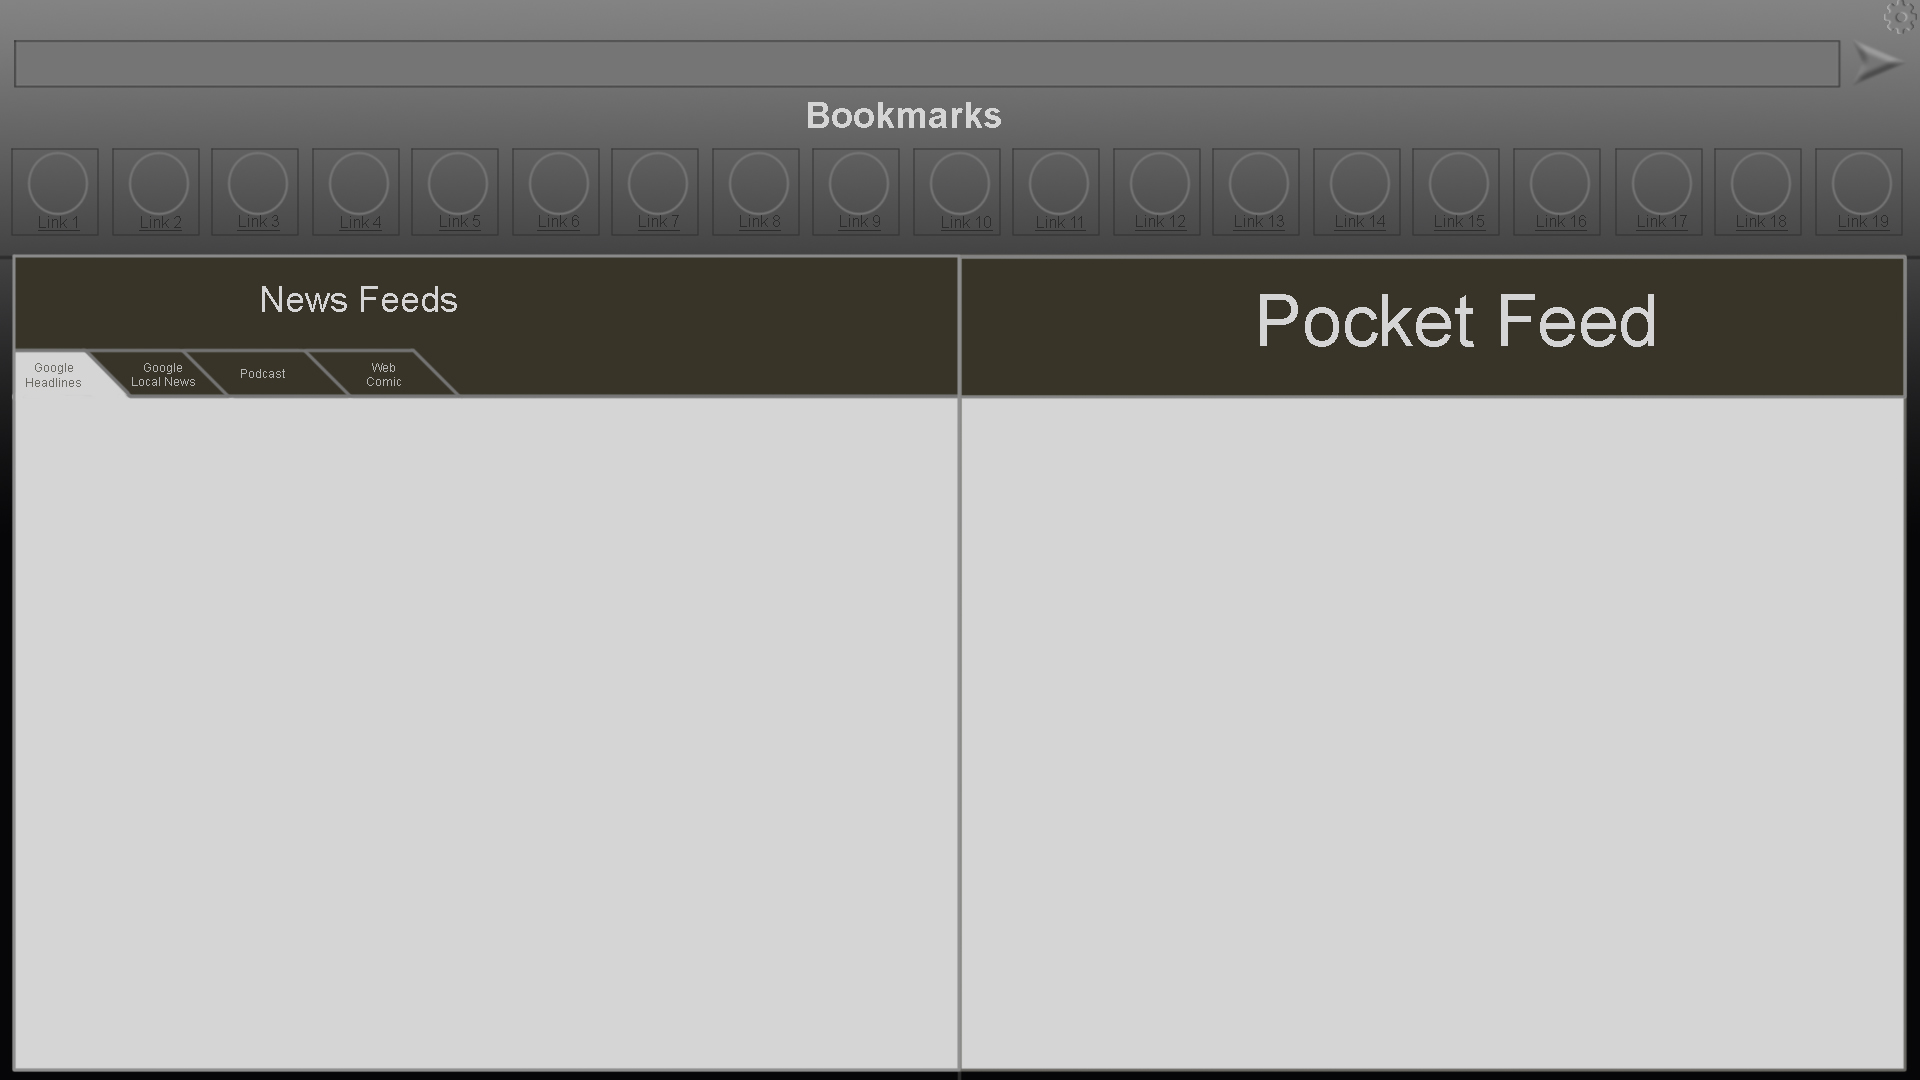 Bookmarks
Link 1
Link 2
Link 3
Link 4
Link 5
Link 6
Link 7
Link 8
Link 9
Link 10
Link 11
Link 12
Link 13
Link 14
Link 15
Link 16
Link 17
Link 18
Link 19
News Feeds
Google
Headlines
Google
Local News
Podcast
Web
Comic
Pocket Feed